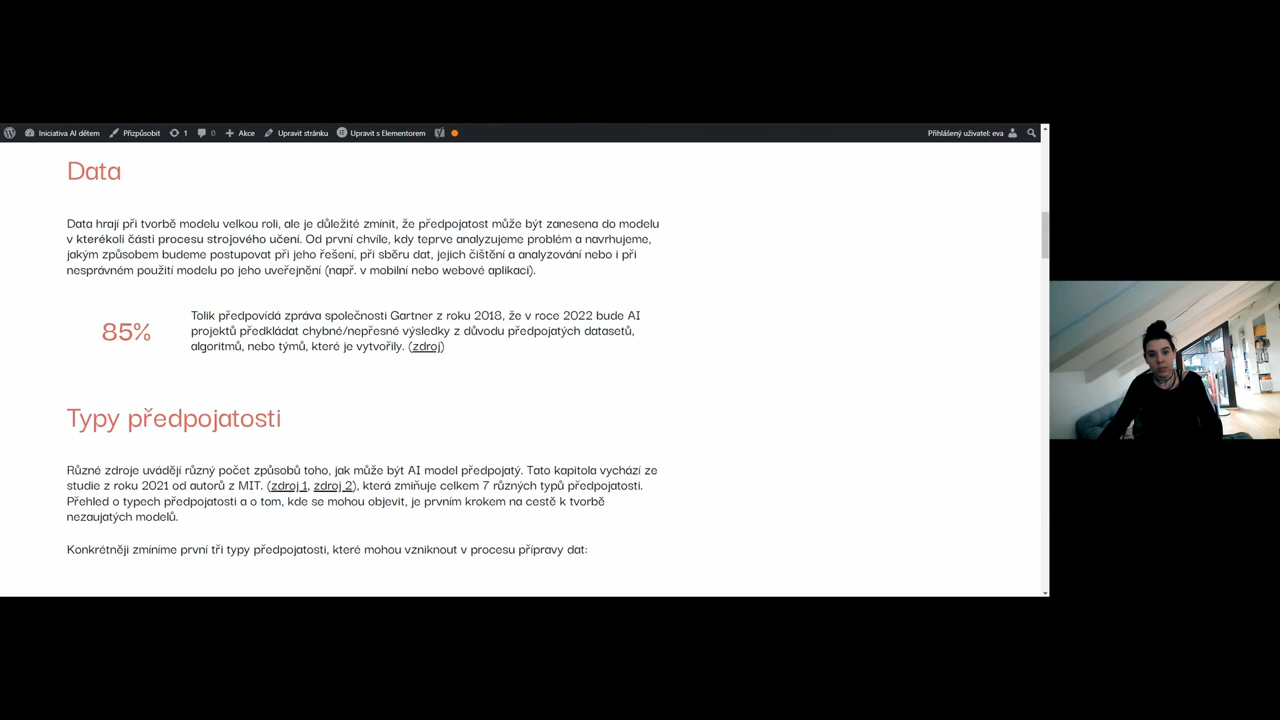 Iniciativa AI dětem Přizpůsobit 1 0 Akce Upravit stránku Upravit s Elementorem Přihlášený uživatel: eva
Data
Data hrají při tvorbě modelu velkou roli, ale je důležité zmínit, že předpojatost může být zanesena do modelu
v kterékoli části procesu strojového učení. Od první chvíle, kdy teprve analyzujeme problém a navrhujeme,
jakým způsobem budeme postupovat při jeho řešení, při sběru dat, jejich čištění a analyzování nebo i při
nesprávném použití modelu po jeho uveřejnění (např. v mobilní nebo webové aplikaci).
85%
Tolik předpovídá zpráva společnosti Gartner z roku 2018, že v roce 2022 bude AI
projektů předkládat chybné/nepřesné výsledky z důvodu předpojatých datasetů,
algoritmů, nebo týmů, které je vytvořily. (zdroj)
Typy předpojatosti
Různé zdroje uvádějí různý počet způsobů toho, jak může být AI model předpojatý. Tato kapitola vychází ze
studie z roku 2021 od autorů z MIT. (zdroj 1, zdroj 2), která zmiňuje celkem 7 různých typů předpojatosti.
Přehled o typech předpojatosti a o tom, kde se mohou objevit, je prvním krokem na cestě k tvorbě
nezaujatých modelů.
Konkrétněji zmíníme první tři typy předpojatosti, které mohou vzniknout v procesu přípravy dat: